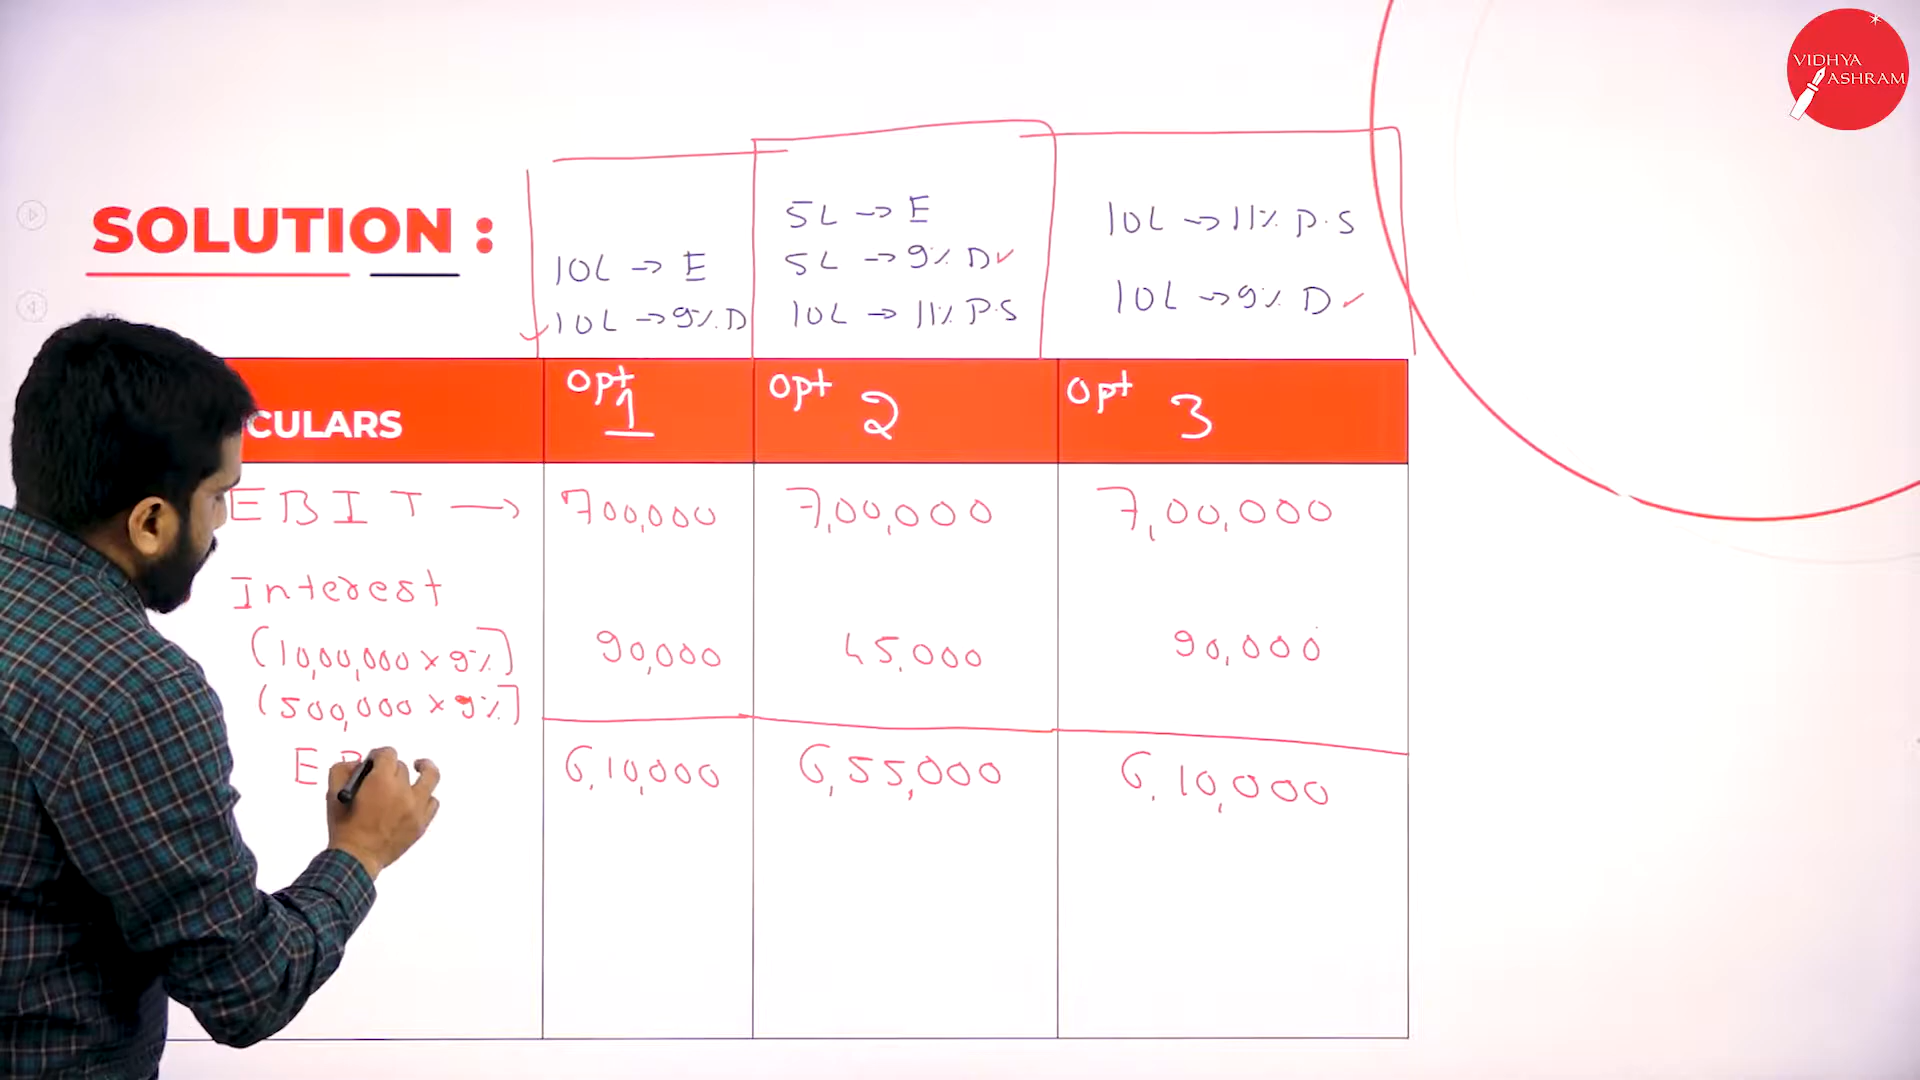 VIDHYA
ASHRAM
SOLUTION :
10L → E
10L → 9% D
5L → E
5L → 9% D ✓
10L → 11% P.S
10L → 11% P.S
10L → 9% D ✓
CULARS
Opt 1
Opt 2
Opt 3
EBIT → 700,000 7,00,000 7,00,000
Interest
(10,00,000 × 9%] 90,000 45,000 90,000
(500,000 × 9%]
EB 6,10,000 6,55,000 6,10,000